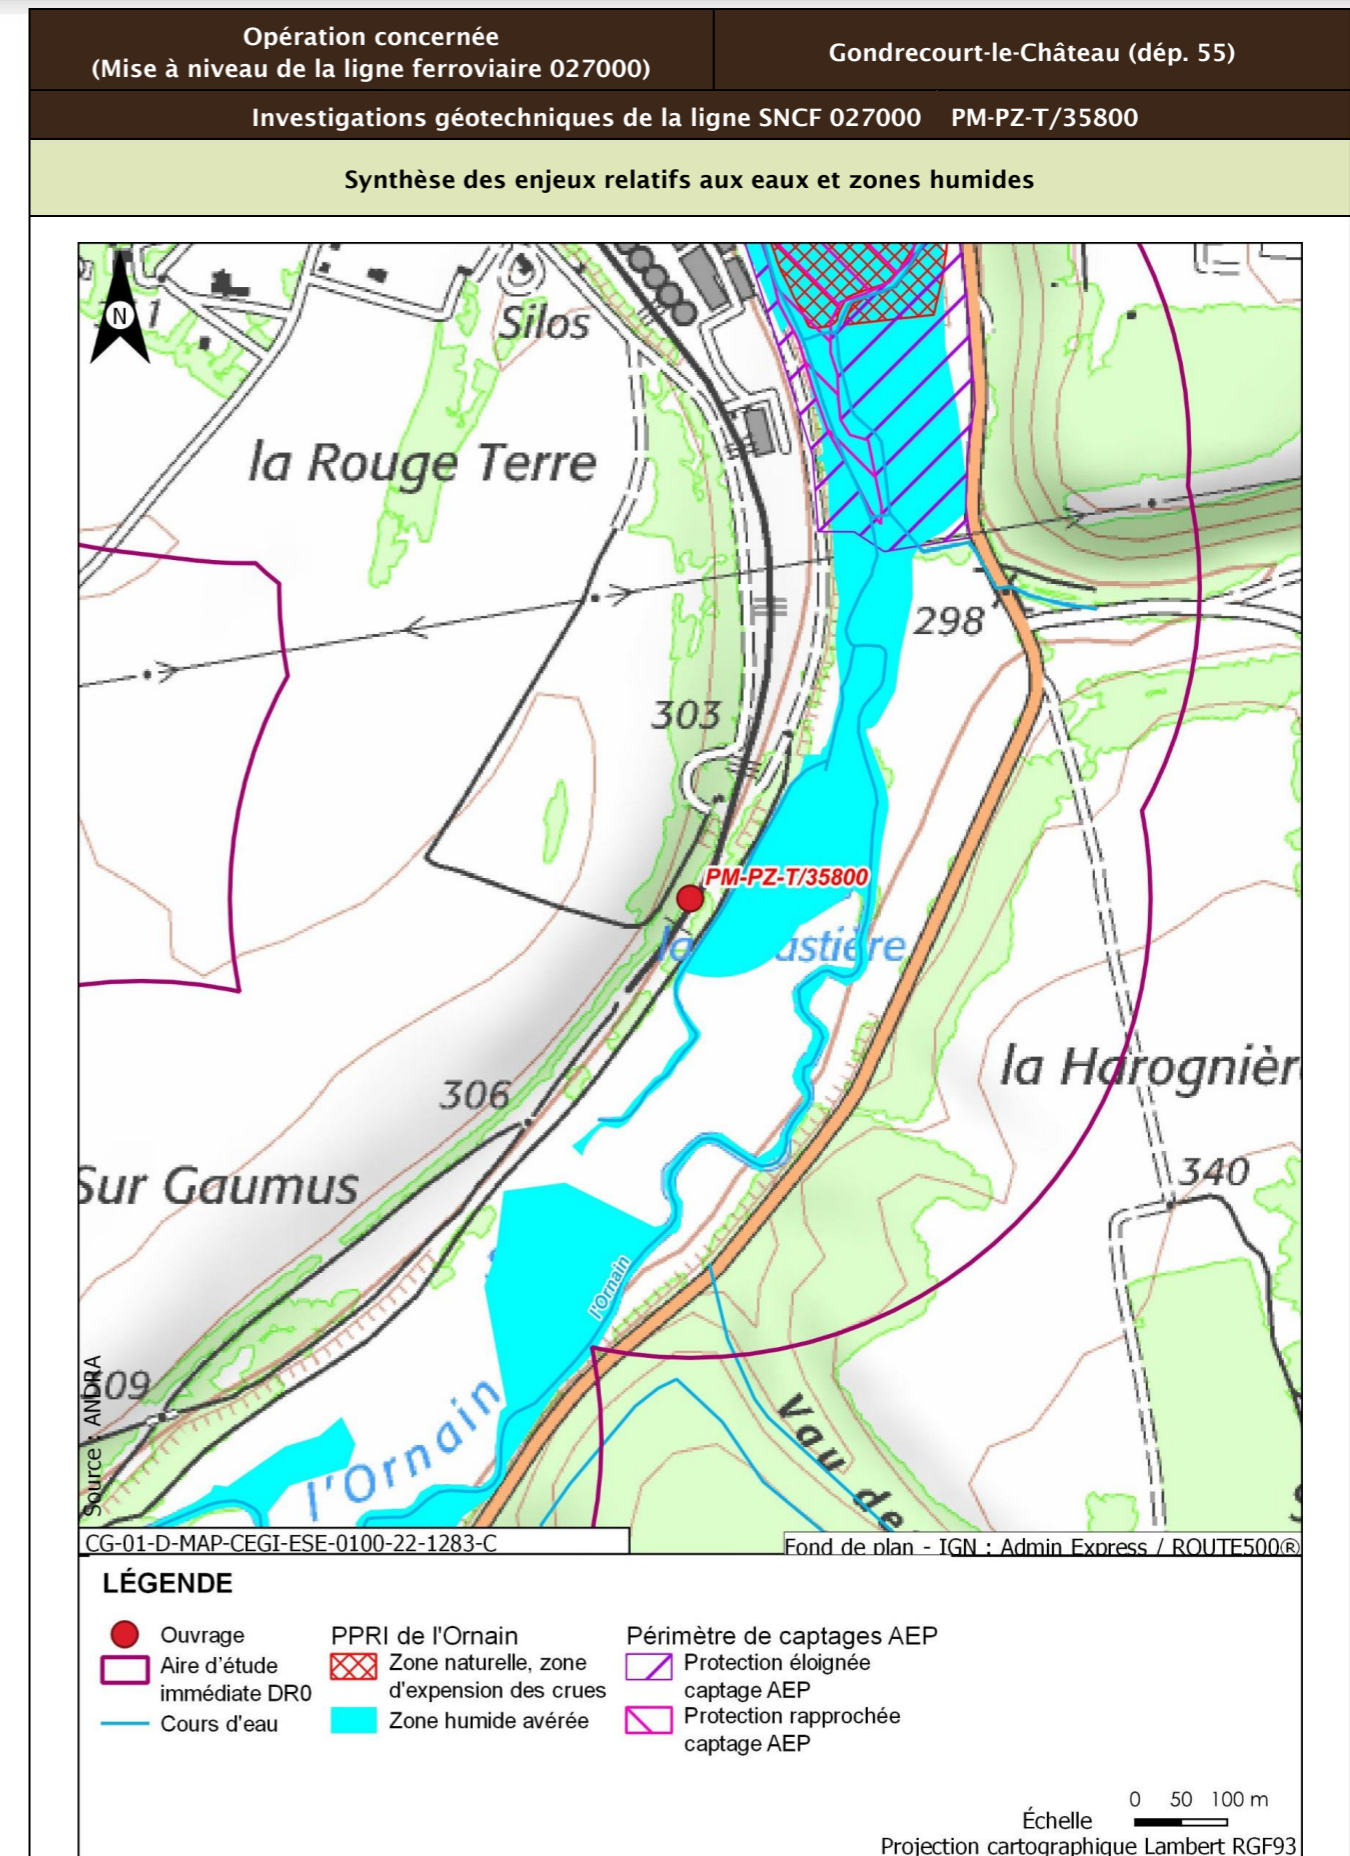 Opération concernée
(Mise à niveau de la ligne ferroviaire 027000)
Gondrecourt-le-Château (dép. 55)
Investigations géotechniques de la ligne SNCF 027000 PM-PZ-T/35800
Synthèse des enjeux relatifs aux eaux et zones humides
N
Silos
la Rouge Terre
298
303
PM-PZ-T/35800
la
astière
la Harognièr
306
340
Sur Gaumus
l'Ornain
309
l'Ornain
Vau de
Source : ANDRA
CG-01-D-MAP-CEGI-ESE-0100-22-1283-C
Fond de plan - IGN : Admin Express / ROUTE500®
LÉGENDE
Ouvrage
Aire d'étude
immédiate DR0
Cours d'eau
PPRI de l'Ornain
Zone naturelle, zone
d'expension des crues
Zone humide avérée
Périmètre de captages AEP
Protection éloignée
captage AEP
Protection rapprochée
captage AEP
0 50 100 m
Échelle
Projection cartographique Lambert RGF93